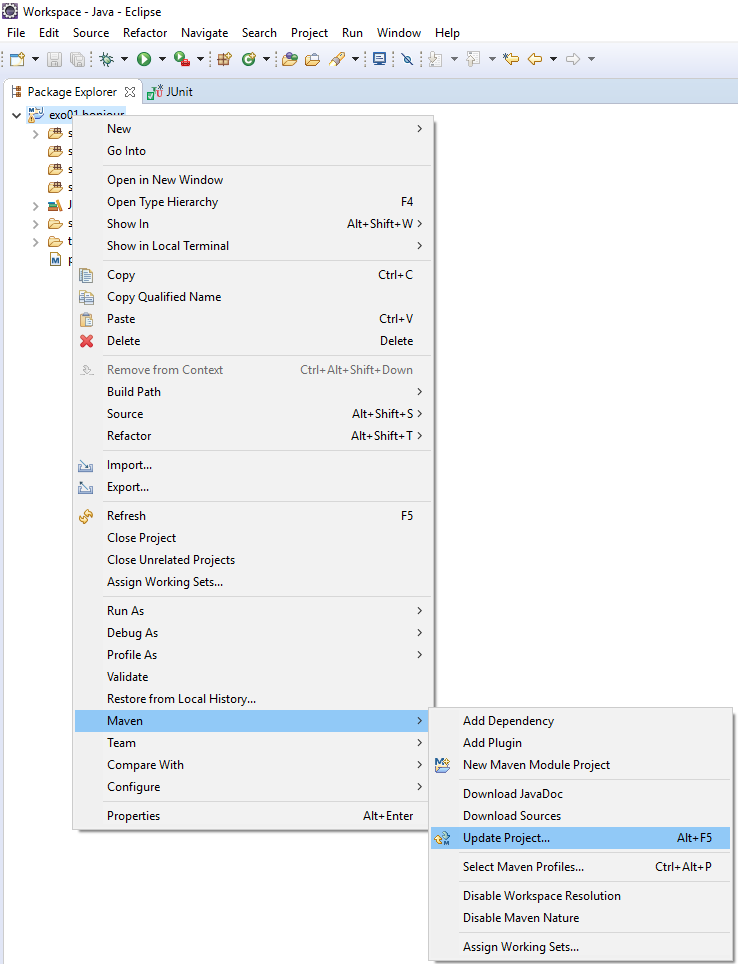 Workspace - Java - Eclipse
File Edit Source Refactor Navigate Search Project Run Window Help
Package Explorer JUnit
exo01.bonjour
New
Go Into
Open in New Window
Open Type Hierarchy F4
Show In Alt+Shift+W
Show in Local Terminal
Copy Ctrl+C
Copy Qualified Name
Paste Ctrl+V
Delete Delete
Remove from Context Ctrl+Alt+Shift+Down
Build Path
Source Alt+Shift+S
Refactor Alt+Shift+T
Import...
Export...
Refresh F5
Close Project
Close Unrelated Projects
Assign Working Sets...
Run As
Debug As
Profile As
Validate
Restore from Local History...
Maven
Team
Compare With
Configure
Properties Alt+Enter
Add Dependency
Add Plugin
New Maven Module Project
Download JavaDoc
Download Sources
Update Project... Alt+F5
Select Maven Profiles... Ctrl+Alt+P
Disable Workspace Resolution
Disable Maven Nature
Assign Working Sets...